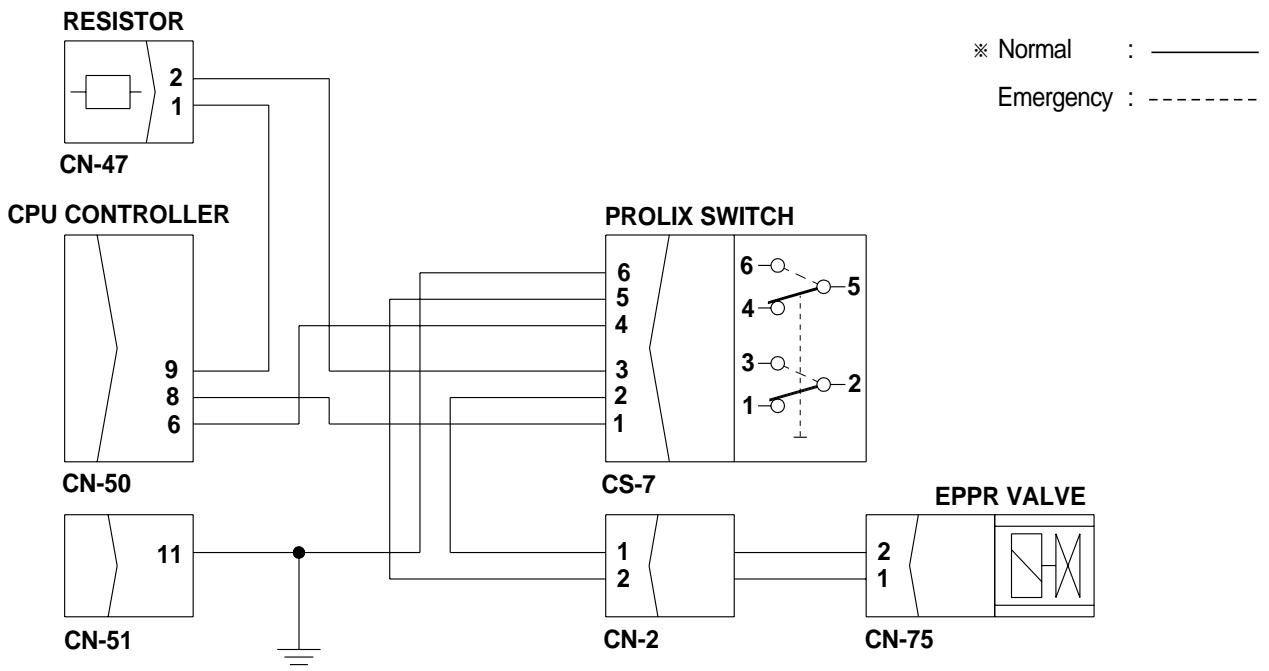 RESISTOR
2
1
CN-47
※ Normal :
Emergency :
CPU CONTROLLER
9
8
6
CN-50
PROLIX SWITCH
6
5
4
3
2
1
6
5
4
3
2
1
CS-7
11
CN-51
1
2
CN-2
EPPR VALVE
2
1
CN-75